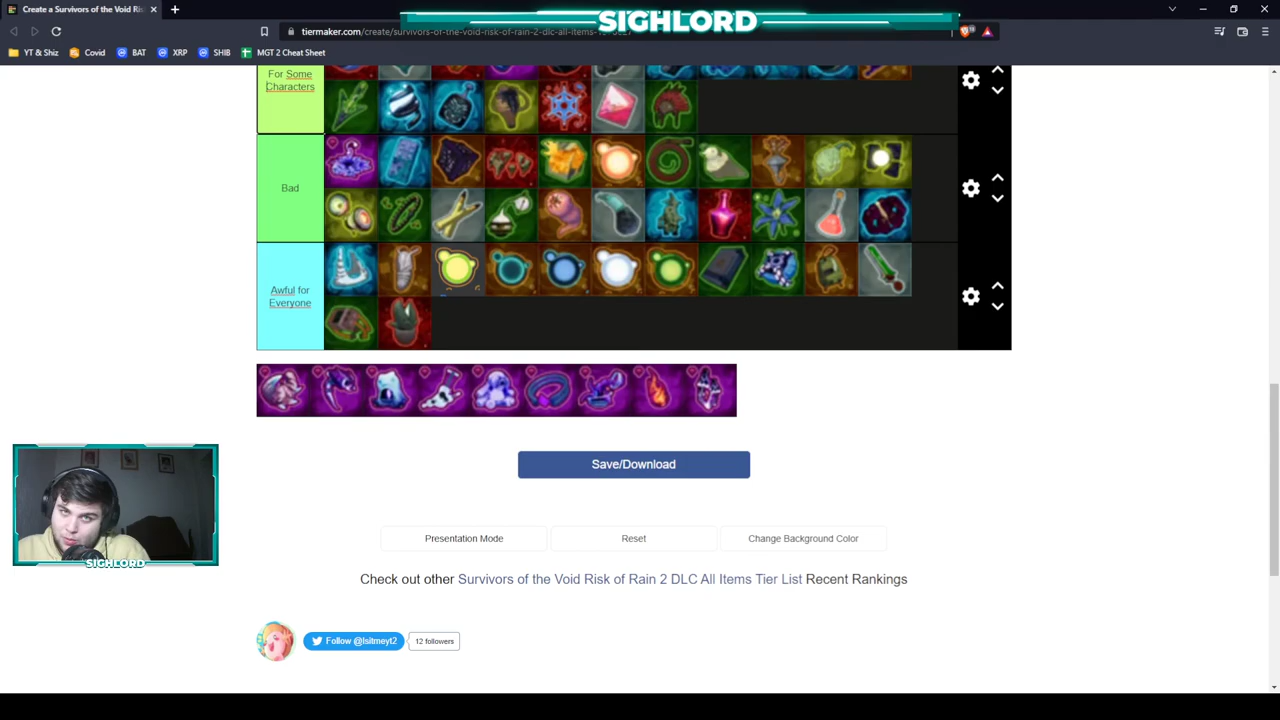 Create a Survivors of the Void Ris
SIGHLORD
tiermaker.com/create/survivors-of-the-void-risk-of-rain-2-dlc-all-items-
YT & Shiz
Covid
BAT
XRP
SHIB
MGT 2 Cheat Sheet
For Some
Characters
Bad
Awful for
Everyone
SIGHLORD
Save/Download
Presentation Mode
Reset
Change Background Color
Check out other Survivors of the Void Risk of Rain 2 DLC All Items Tier List Recent Rankings
Follow @lsitmeyt2
12 followers